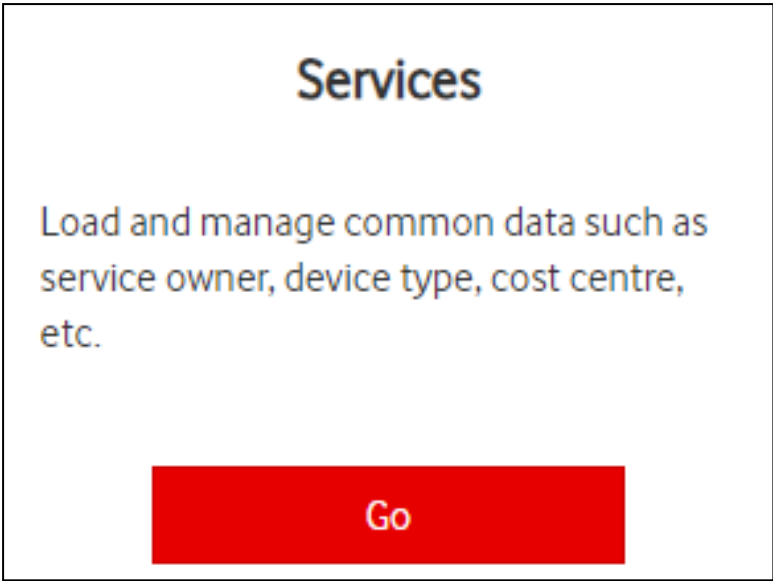 Services
Load and manage common data such as
service owner, device type, cost centre,
etc.
Go